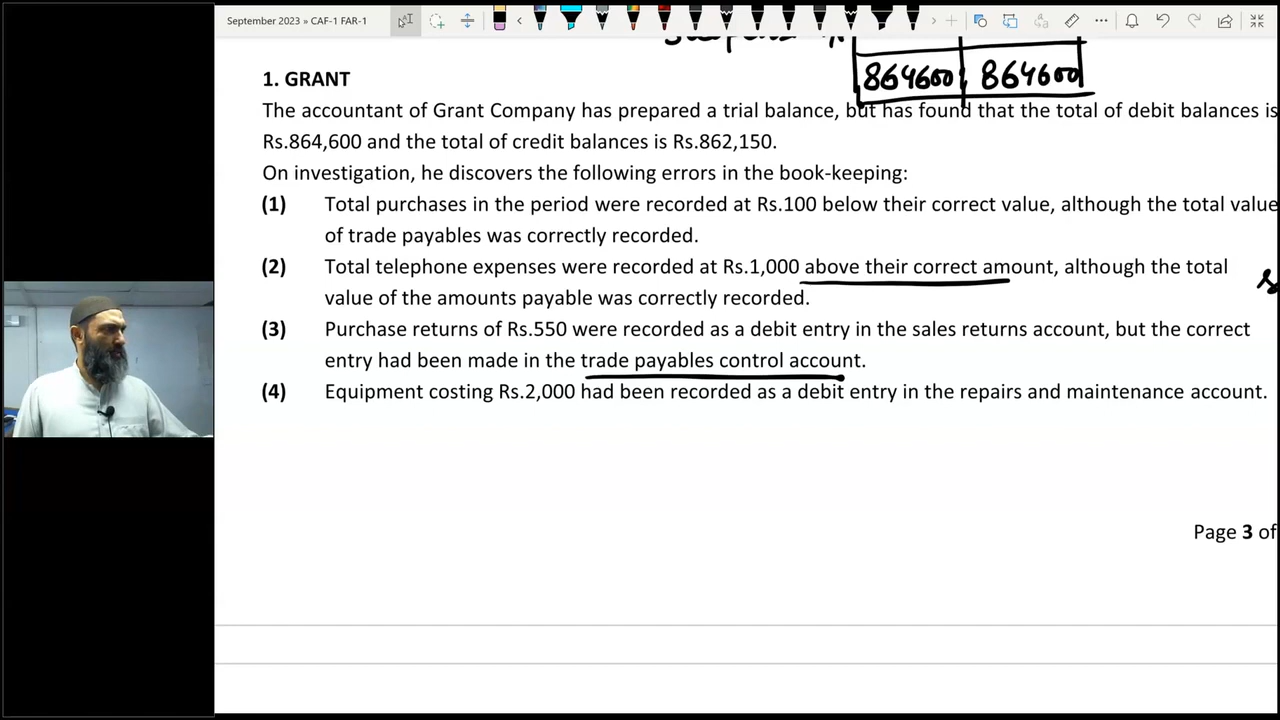 September 2023 » CAF-1 FAR-1
864600 864600
1. GRANT
The accountant of Grant Company has prepared a trial balance, but has found that the total of debit balances is
Rs.864,600 and the total of credit balances is Rs.862,150.
On investigation, he discovers the following errors in the book-keeping:
(1) Total purchases in the period were recorded at Rs.100 below their correct value, although the total value
of trade payables was correctly recorded.
(2) Total telephone expenses were recorded at Rs.1,000 above their correct amount, although the total
value of the amounts payable was correctly recorded.
(3) Purchase returns of Rs.550 were recorded as a debit entry in the sales returns account, but the correct
entry had been made in the trade payables control account.
(4) Equipment costing Rs.2,000 had been recorded as a debit entry in the repairs and maintenance account.
Page 3 of